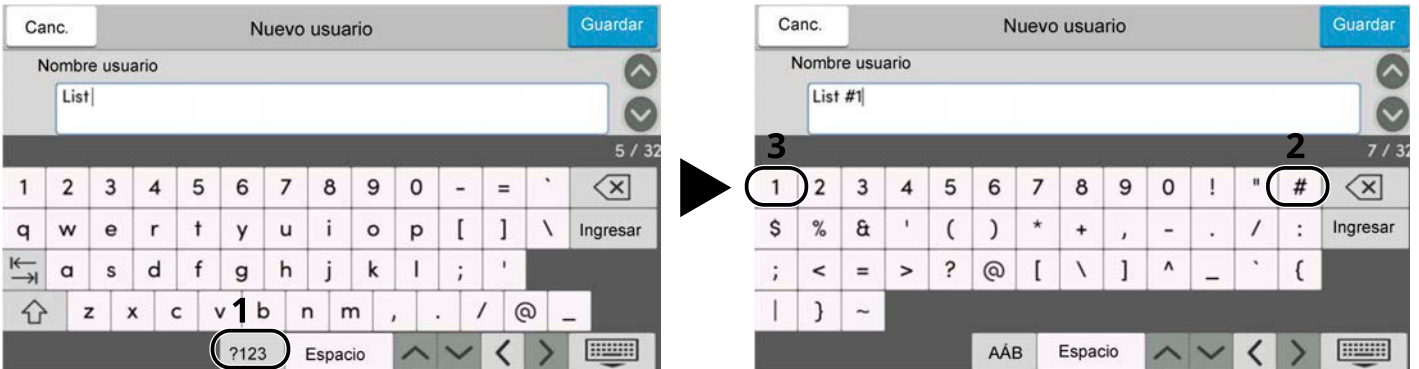 Canc. Nuevo usuario Guardar
Nombre usuario
List
5 / 32
1 2 3 4 5 6 7 8 9 0 - = `
q w e r t y u i o p [ ] \ Ingresar
a s d f g h j k l ; '
z x c v b n m , . / @ _
1
?123 Espacio
Canc. Nuevo usuario Guardar
Nombre usuario
List #1
7 / 32
3 2
1 2 3 4 5 6 7 8 9 0 ! " #
$ % & ' ( ) * + , - . / : Ingresar
; < = > ? @ [ \ ] ^ _ ` {
| } ~
AÁB Espacio